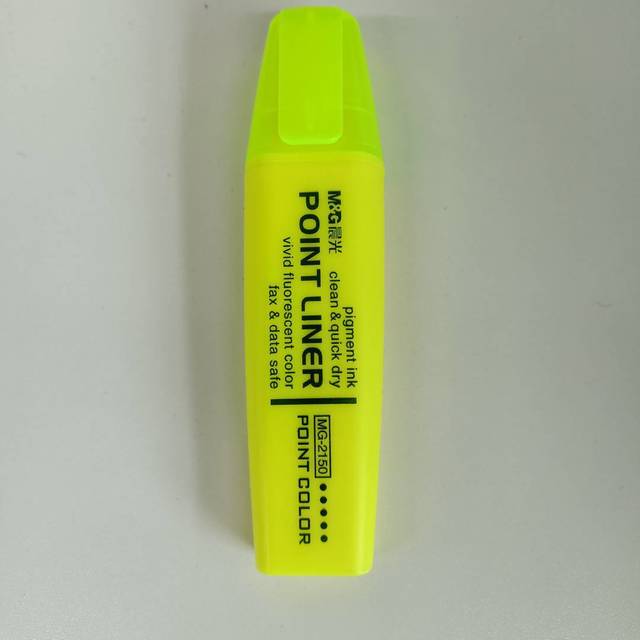 M&G晨光
pigment ink
clean & quick dry
POINT LINER
vivid fluorescent color
fax & data safe
MG-2150
POINT COLOR